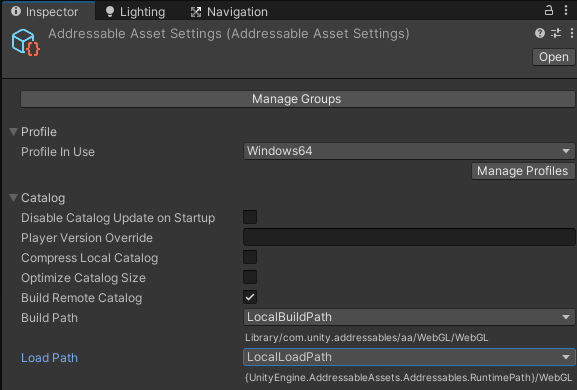 Inspector Lighting Navigation
Addressable Asset Settings (Addressable Asset Settings)
Open
Manage Groups
Profile
Profile In Use Windows64
Manage Profiles
Catalog
Disable Catalog Update on Startup
Player Version Override
Compress Local Catalog
Optimize Catalog Size
Build Remote Catalog
Build Path LocalBuildPath
Library/com.unity.addressables/aa/WebGL/WebGL
Load Path LocalLoadPath
{UnityEngine.AddressableAssets.Addressables.RuntimePath}/WebGL